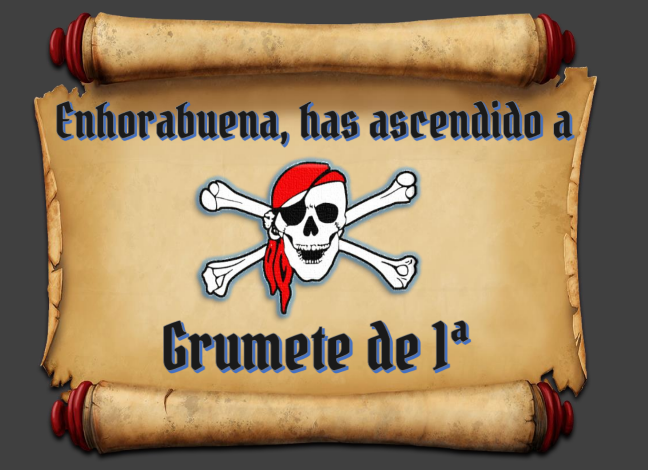 Enhorabuena, has ascendido a
Grumete de 1ª